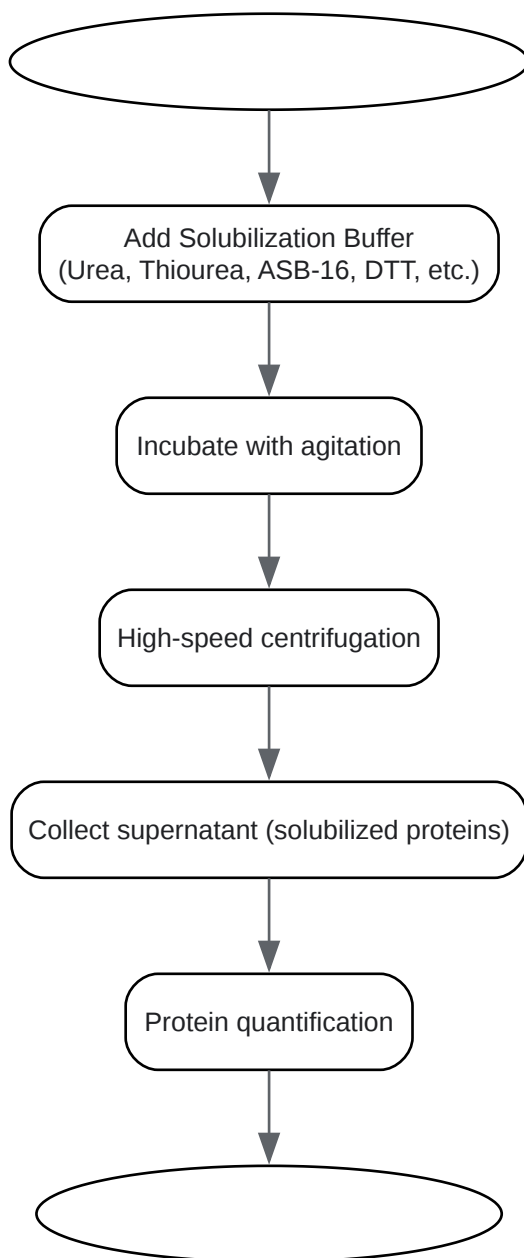 Add Solubilization Buffer
(Urea, Thiourea, ASB-16, DTT, etc.)
Incubate with agitation
High-speed centrifugation
Collect supernatant (solubilized proteins)
Protein quantification